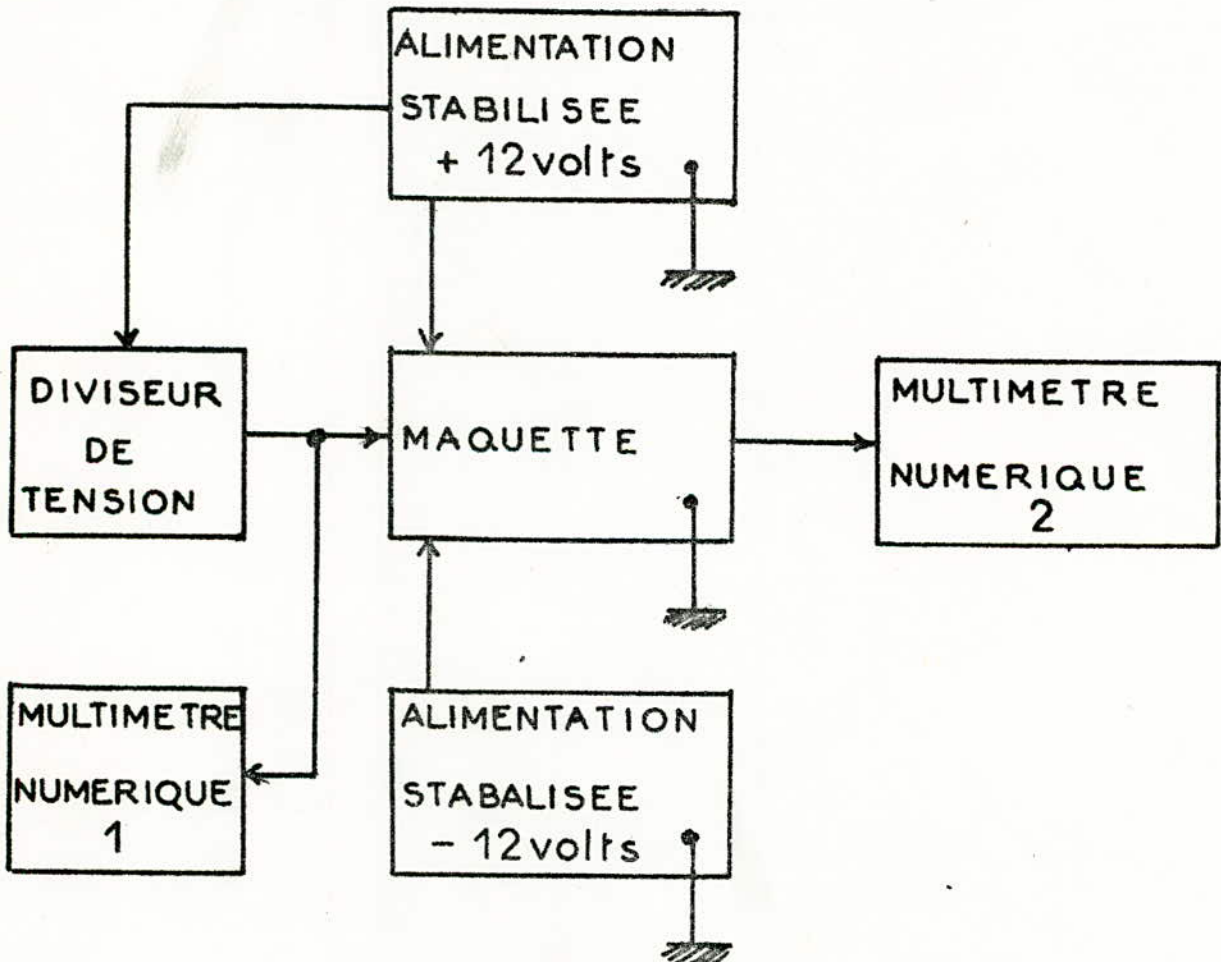 ALIMENTATION
STABILISEE
+ 12volts
DIVISEUR
DE
TENSION
MAQUETTE
MULTIMETRE
NUMERIQUE
2
MULTIMETRE
NUMERIQUE
1
ALIMENTATION
STABALISEE
- 12volts